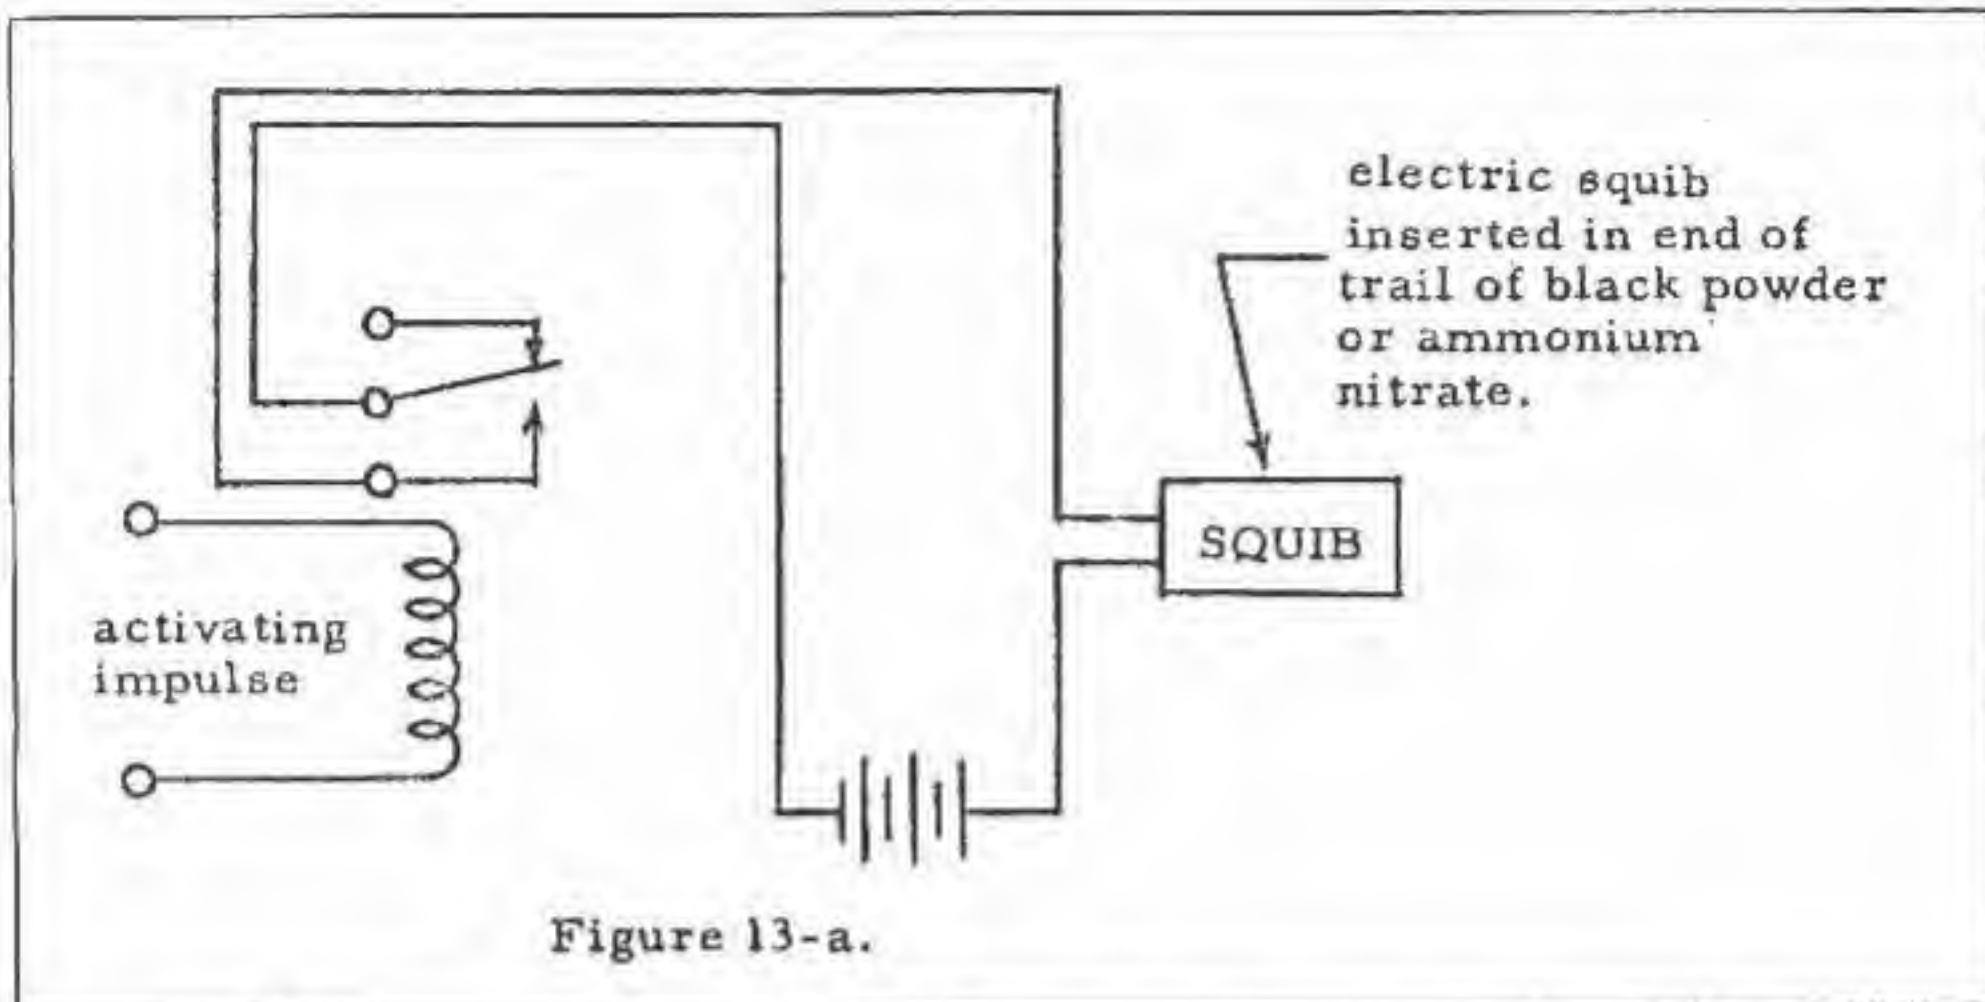 electric squib
inserted in end of
trail of black powder
or ammonium
nitrate.
SQUIB
activating
impulse
Figure 13-a.